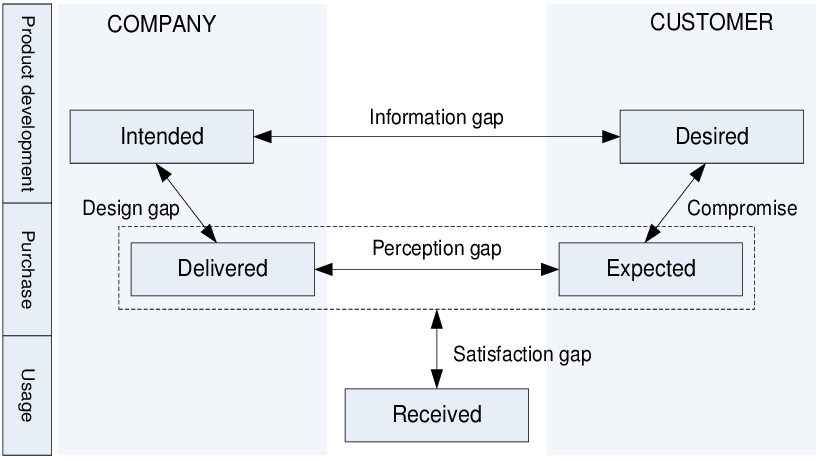 COMPANY
CUSTOMER
Product development
Information gap
Intended
Desired
Design gap
Compromise
Purchase
Perception gap
Delivered
Expected
Satisfaction gap
Usage
Received